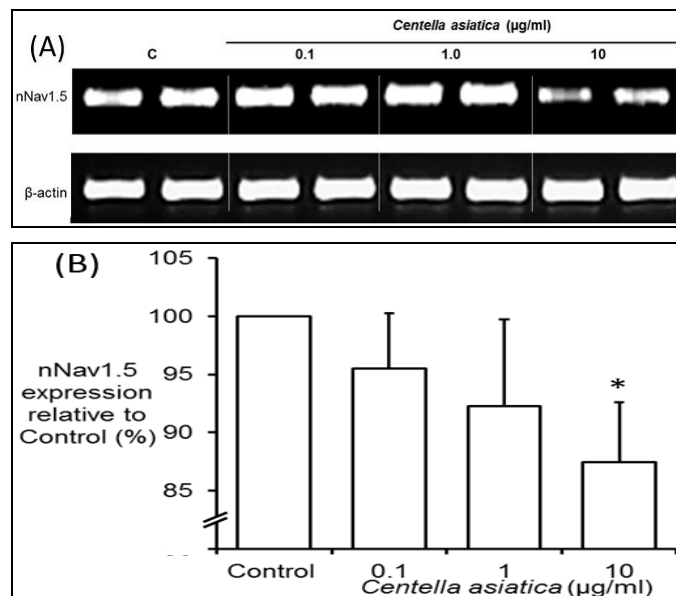 (A)
Centella asiatica (µg/ml)
C 0.1 1.0 10
nNav1.5
β-actin
(B)
105
100
95
90
85
nNav1.5
expression
relative to
Control (%)
*
Control 0.1 1 10
Centella asiatica (µg/ml)